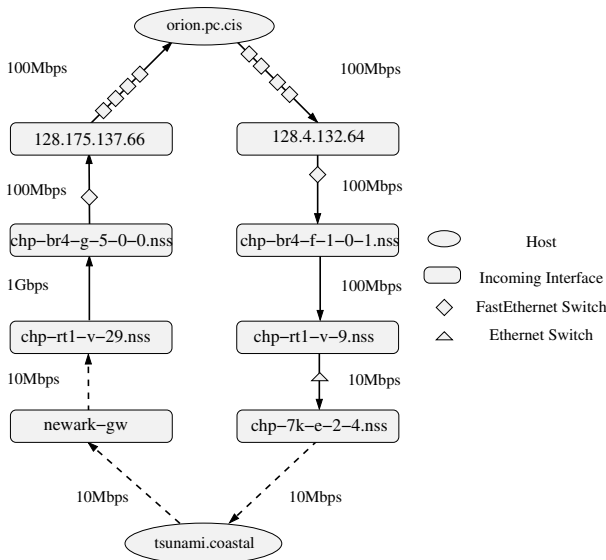 orion.pc.cis
100Mbps
100Mbps
128.175.137.66
128.4.132.64
100Mbps
100Mbps
chp−br4−g−5−0−0.nss
chp−br4−f−1−0−1.nss
Host
Incoming Interface
1Gbps
100Mbps
FastEthernet Switch
chp−rt1−v−29.nss
chp−rt1−v−9.nss
Ethernet Switch
10Mbps
10Mbps
newark−gw
chp−7k−e−2−4.nss
10Mbps
10Mbps
tsunami.coastal